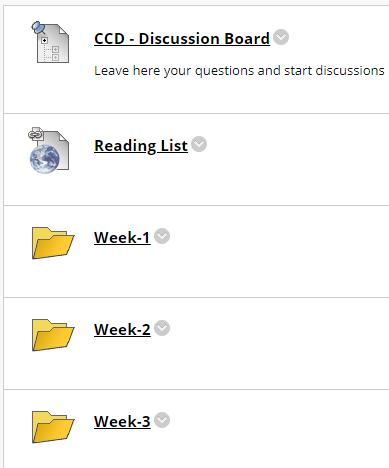 CCD - Discussion Board
Leave here your questions and start discussions
Reading List
Week-1
Week-2
Week-3